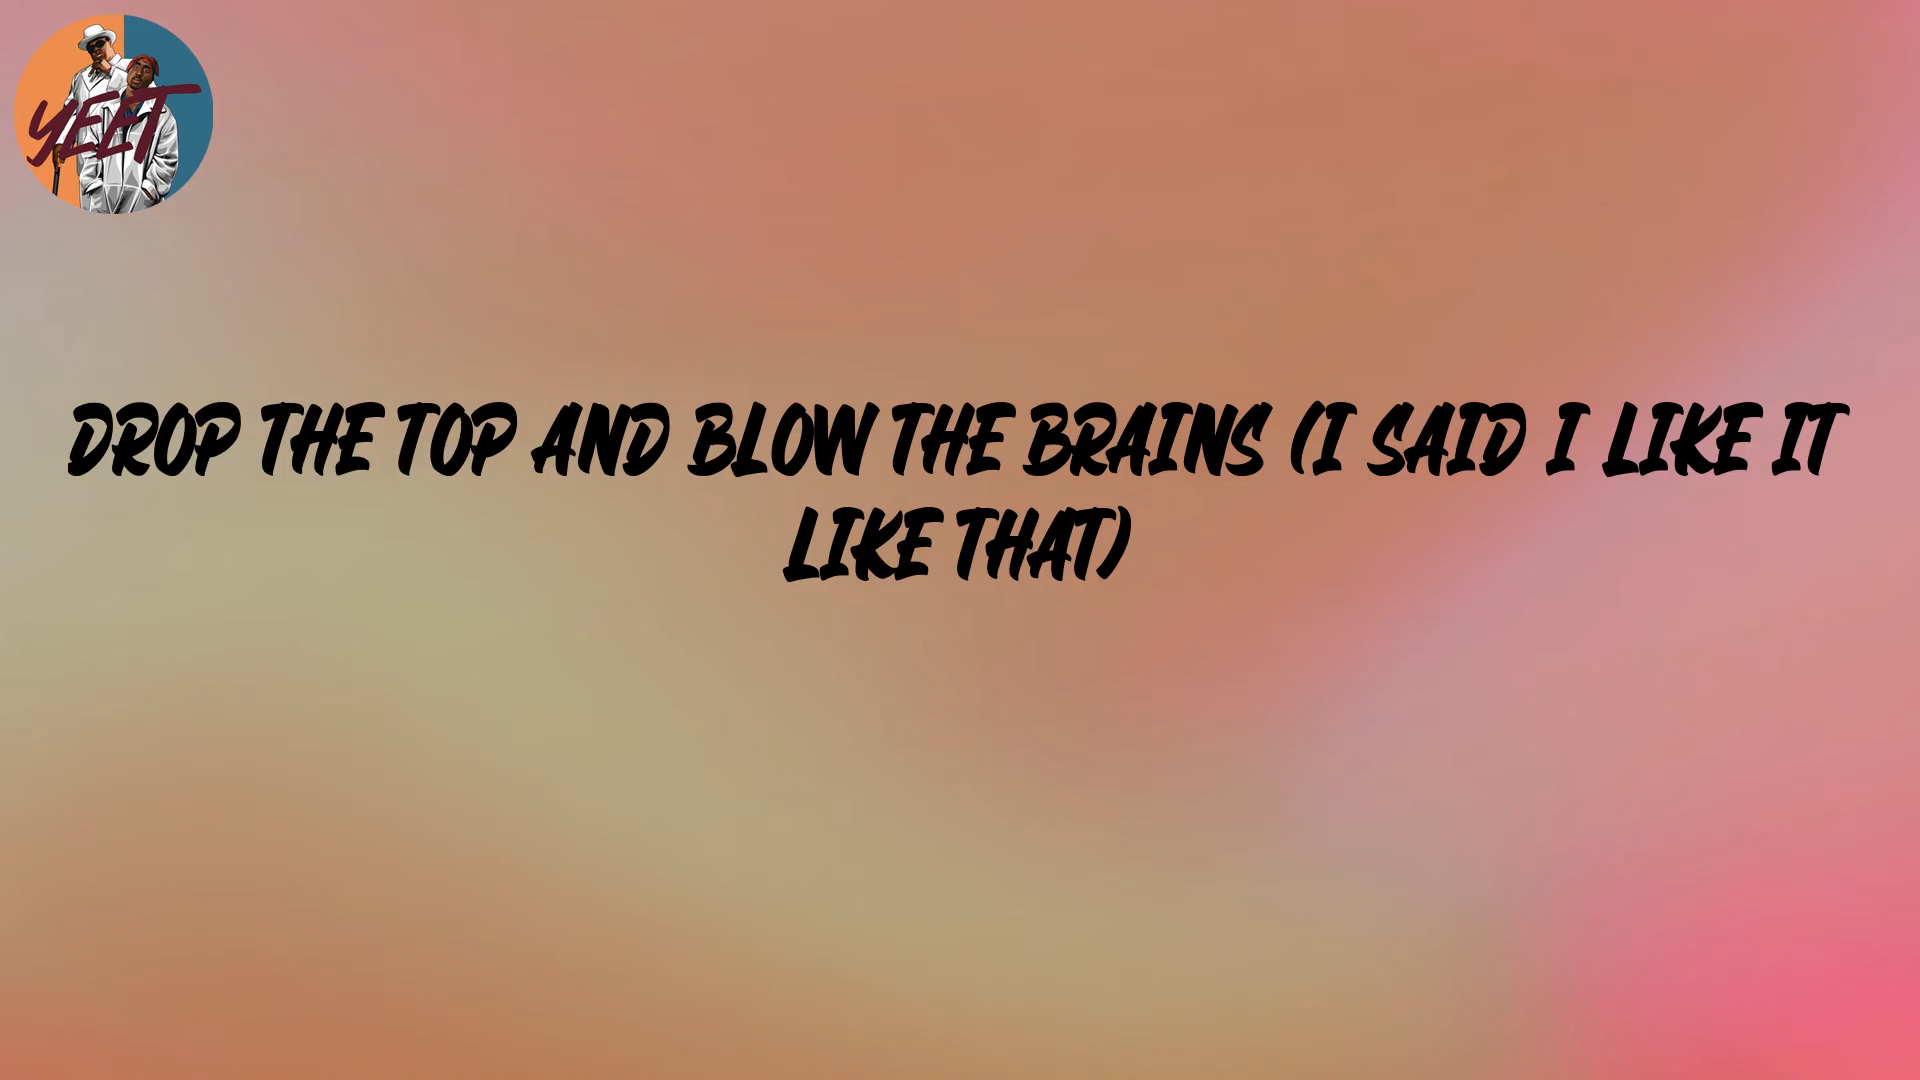 YEET
DROP THE TOP AND BLOW THE BRAINS (I SAID I LIKE IT
LIKE THAT)